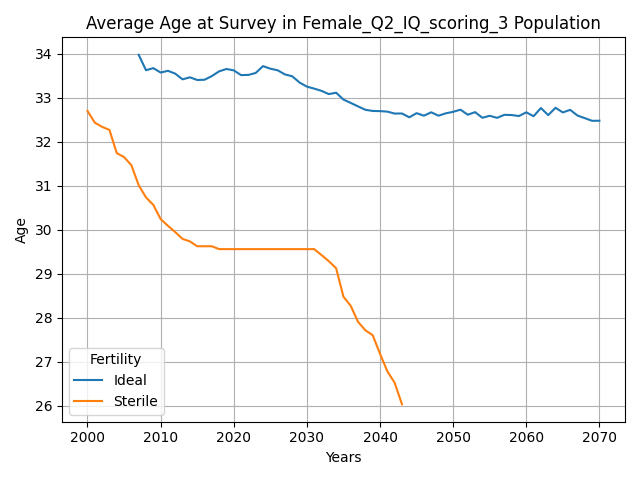 Average Age at Survey in Female_Q2_IQ_scoring_3 Population
34
33
32
31
30
29
28
27
26
Age
Fertility
Ideal
Sterile
2000 2010 2020 2030 2040 2050 2060 2070
Years